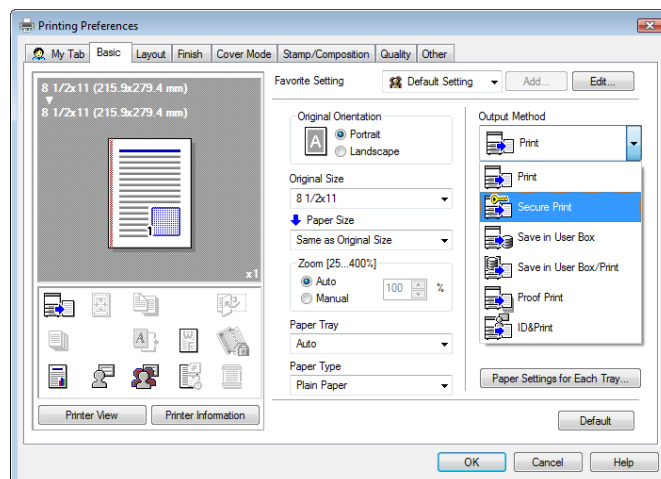 Printing Preferences
My Tab
Basic
Layout
Finish
Cover Mode
Stamp/Composition
Quality
Other
8 1/2x11 (215.9x279.4 mm)
8 1/2x11 (215.9x279.4 mm)
1
x1
Printer View
Printer Information
Favorite Setting
Default Setting
Add...
Edit...
Original Orientation
A
Portrait
Landscape
Original Size
8 1/2x11
Paper Size
Same as Original Size
Zoom [25...400%]
Auto
Manual
100
%
Paper Tray
Auto
Paper Type
Plain Paper
Output Method
Print
Print
Secure Print
Save in User Box
Save in User Box/Print
Proof Print
ID&Print
Paper Settings for Each Tray...
Default
OK
Cancel
Help